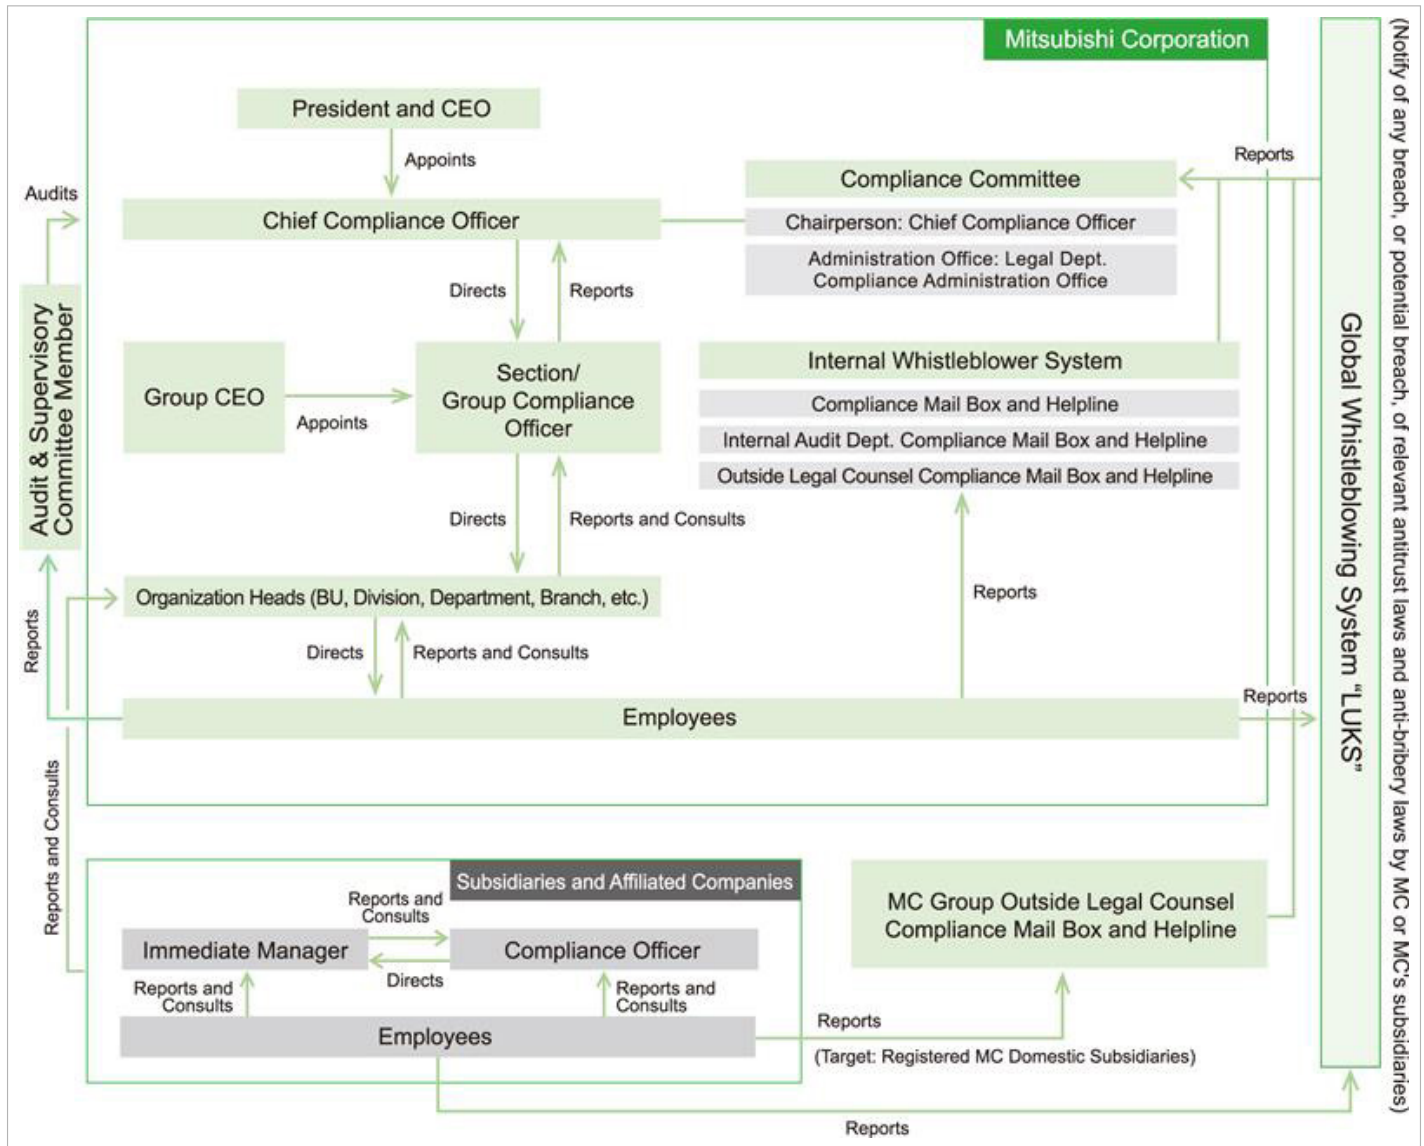 Mitsubishi Corporation
President and CEO
Appoints
Reports
Audits
Compliance Committee
Chief Compliance Officer
Chairperson: Chief Compliance Officer
Administration Office: Legal Dept.
Compliance Administration Office
Directs
Reports
Audit & Supervisory
Committee Member
Group CEO
Appoints
Section/
Group Compliance
Officer
Internal Whistleblower System
Compliance Mail Box and Helpline
Internal Audit Dept. Compliance Mail Box and Helpline
Outside Legal Counsel Compliance Mail Box and Helpline
Directs
Reports and Consults
Reports
Organization Heads (BU, Division, Department, Branch, etc.)
Reports
Directs
Reports and Consults
Employees
Reports
Global Whistleblowing System “LUKS”
(Notify of any breach, or potential breach, of relevant antitrust laws and anti-bribery laws by MC or MC's subsidiaries)
Reports and Consults
Subsidiaries and Affiliated Companies
Reports and
Consults
Immediate Manager
Compliance Officer
Directs
Reports and
Consults
Reports and
Consults
Employees
MC Group Outside Legal Counsel
Compliance Mail Box and Helpline
Reports
(Target: Registered MC Domestic Subsidiaries)
Reports